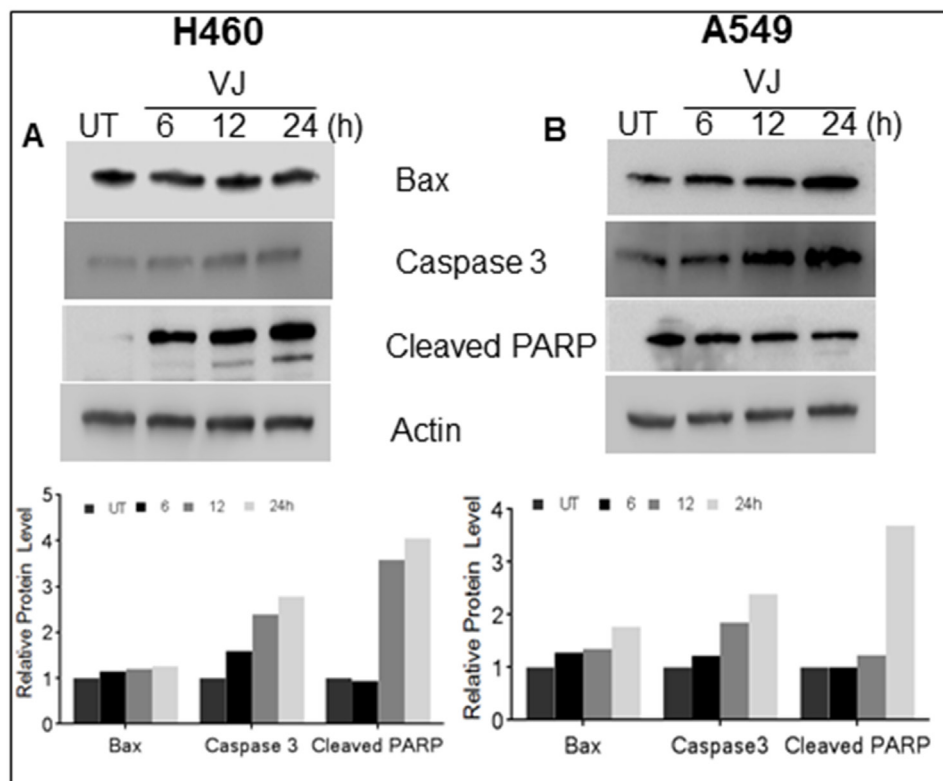 H460 A549
VJ VJ
A UT 6 12 24 (h) B UT 6 12 24 (h)
Bax
Caspase 3
Cleaved PARP
Actin
Relative Protein Level
5
4
3
2
1
0
UT 6 12 24h
Bax Caspase 3 Cleaved PARP
Relative Protein Level
4
3
2
1
0
UT 6 12 24h
Bax Caspase3 Cleaved PARP